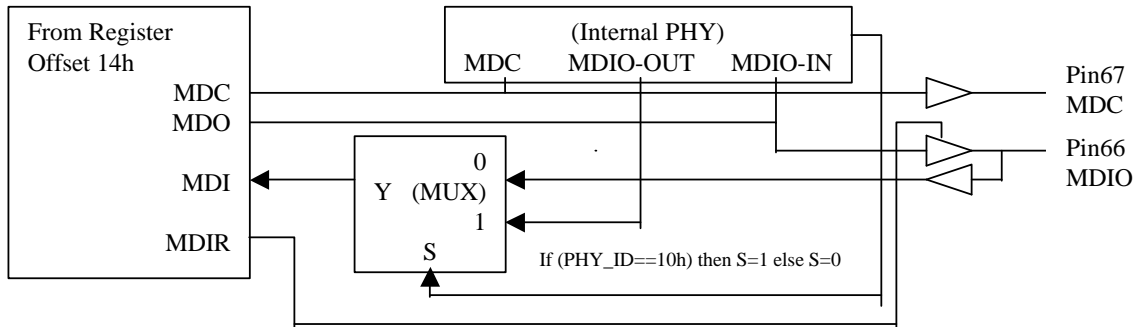 From Register
Offset 14h
MDC
MDO
MDI
MDIR
(Internal PHY)
MDC MDIO-OUT MDIO-IN
0
Y (MUX)
1
S
If (PHY_ID==10h) then S=1 else S=0
Pin67
MDC
Pin66
MDIO